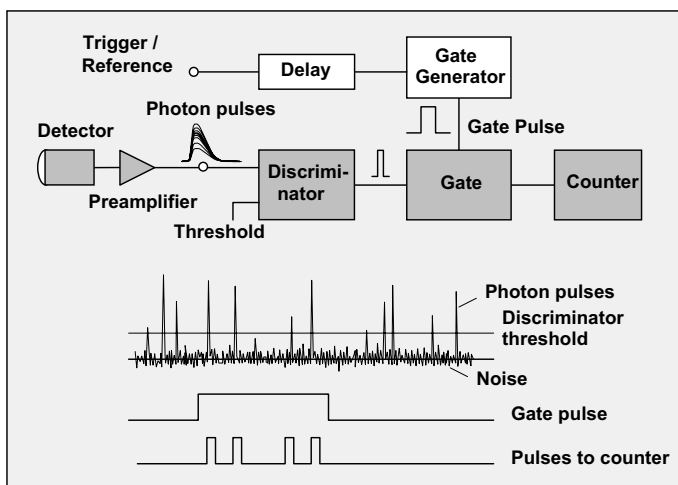 Trigger /
Reference
Delay
Gate
Generator
Photon pulses
Detector
Gate Pulse
Discrimi-
nator
Gate
Counter
Preamplifier
Threshold
Photon pulses
Discriminator
threshold
Noise
Gate pulse
Pulses to counter